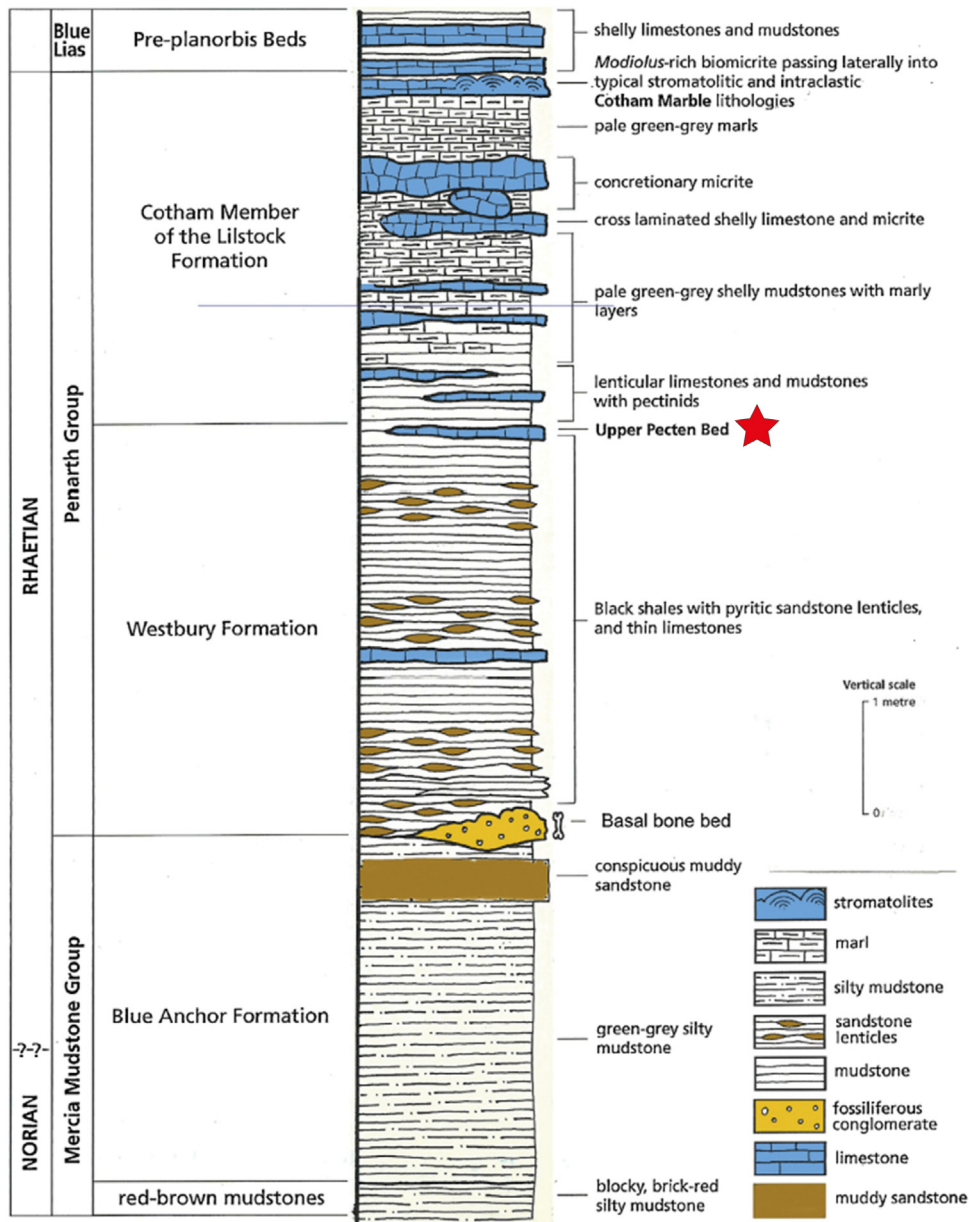 Blue
Lias
Pre-planorbis Beds
shelly limestones and mudstones
Modiolus-rich biomicrite passing laterally into
typical stromatolitic and intraclastic
Cotham Marble lithologies
pale green-grey marls
concretionary micrite
Cotham Member
of the Lilstock
Formation
cross laminated shelly limestone and micrite
pale green-grey shelly mudstones with marly
layers
lenticular limestones and mudstones
with pectinids
Upper Pecten Bed
RHAETIAN
Penarth Group
Westbury Formation
Black shales with pyritic sandstone lenticles,
and thin limestones
Vertical scale
1 metre
0
Basal bone bed
conspicuous muddy
sandstone
Mercia Mudstone Group
Blue Anchor Formation
green-grey silty
mudstone
-?-?-
NORIAN
red-brown mudstones
blocky, brick-red
silty mudstone
stromatolites
marl
silty mudstone
sandstone
lenticles
mudstone
fossiliferous
conglomerate
limestone
muddy sandstone